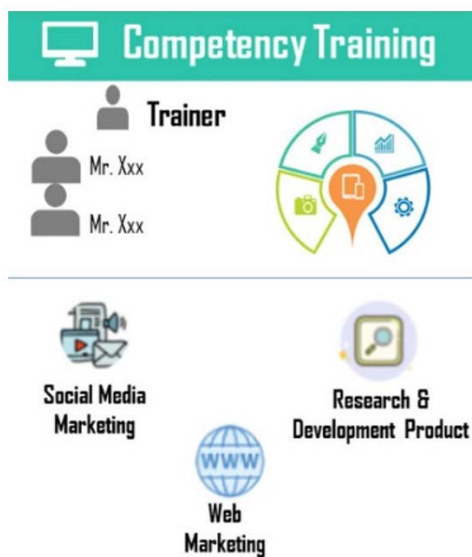 Competency Training
Trainer
Mr. Xxx
Mr. Xxx
Social Media
Marketing
Research &
Development Product
WWW
Web
Marketing